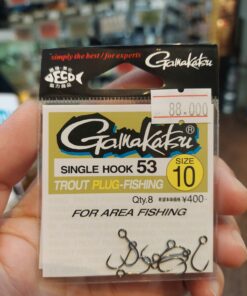 simply the best / for experts
Gamakatsu®
88.000
Gamakatsu®
SINGLE HOOK 53
SIZE
10
TROUT PLUG-FISHING
Qty.8
¥400
FOR AREA FISHING